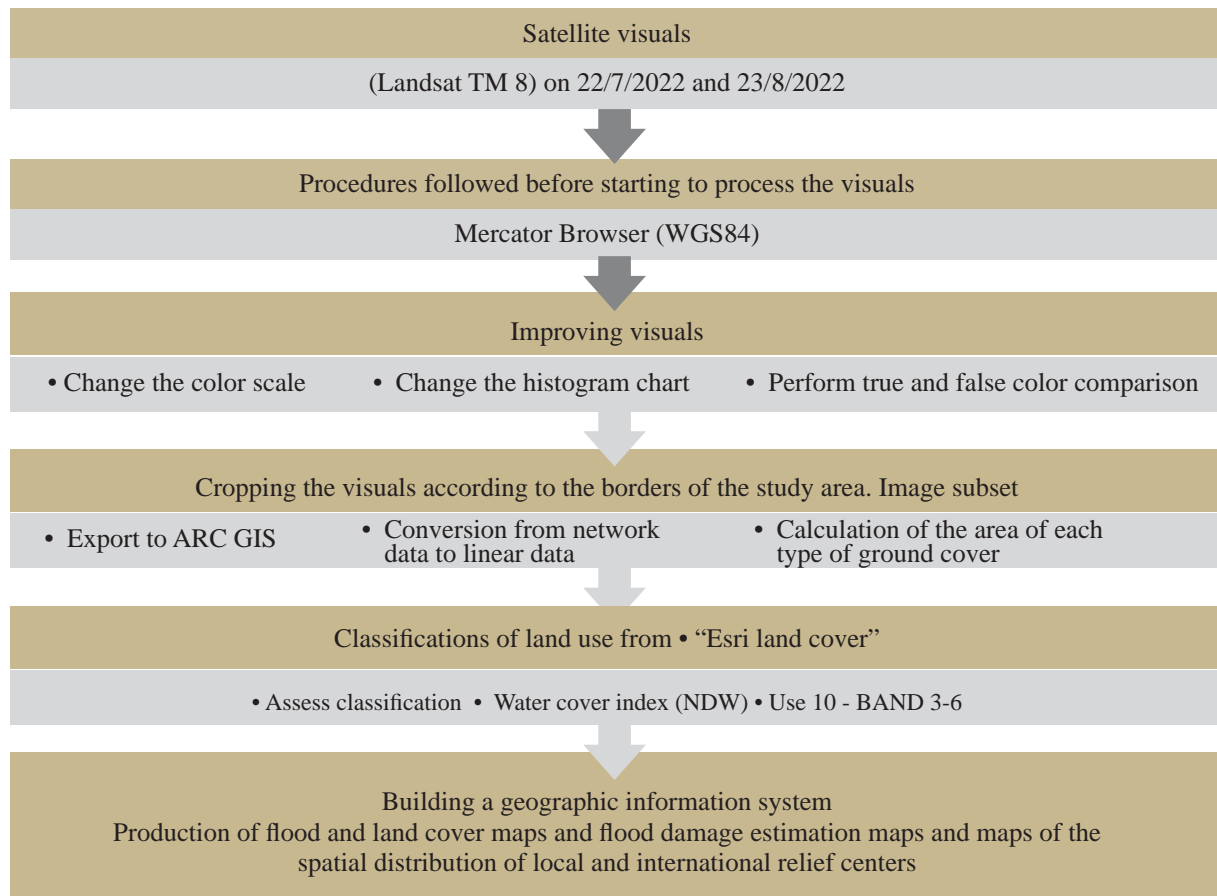 Satellite visuals
(Landsat TM 8) on 22/7/2022 and 23/8/2022
Procedures followed before starting to process the visuals
Mercator Browser (WGS84)
Improving visuals
• Change the color scale
• Change the histogram chart
• Perform true and false color comparison
Cropping the visuals according to the borders of the study area. Image subset
• Export to ARC GIS
• Conversion from network
data to linear data
• Calculation of the area of each
type of ground cover
Classifications of land use from • “Esri land cover”
• Assess classification • Water cover index (NDW) • Use 10 - BAND 3-6
Building a geographic information system
Production of flood and land cover maps and flood damage estimation maps and maps of the
spatial distribution of local and international relief centers